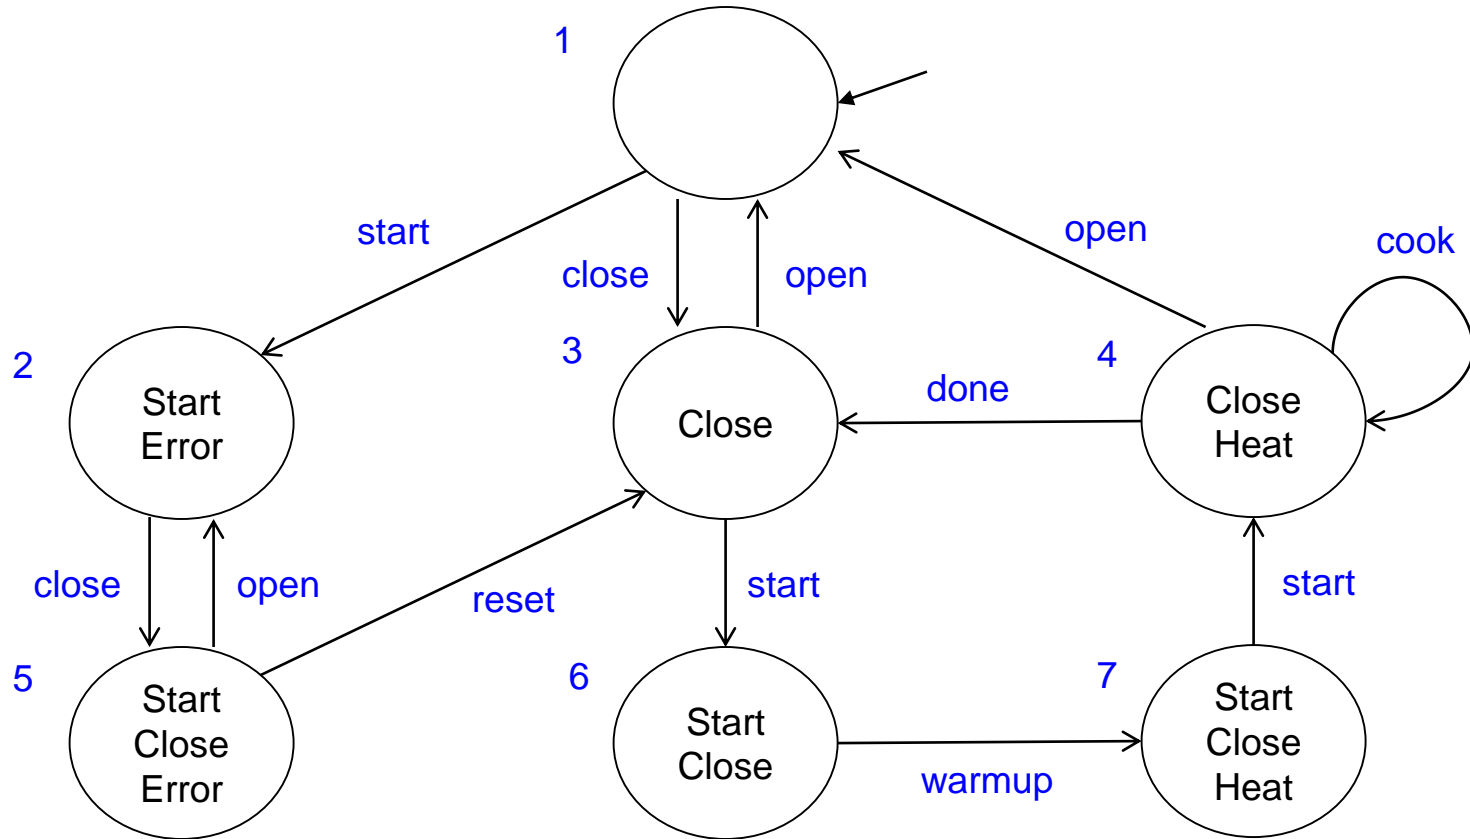 1
start
close
open
open
cook
2
Start
Error
3
Close
done
4
Close
Heat
close
open
reset
start
start
5
Start
Close
Error
6
Start
Close
warmup
7
Start
Close
Heat